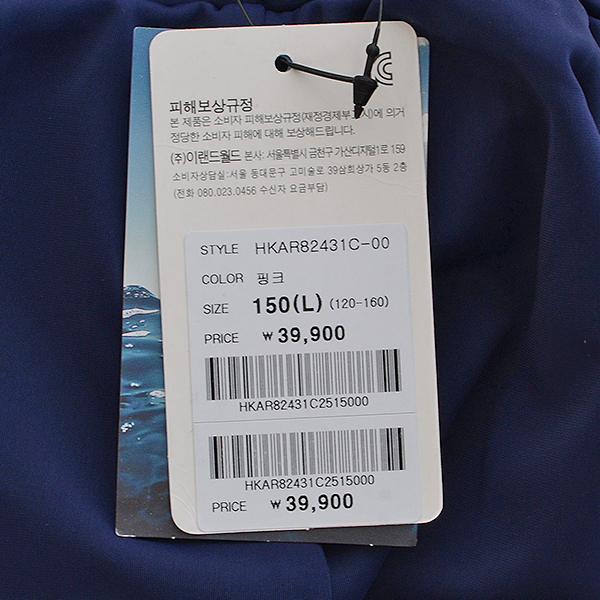 피해보상규정
본 제품은 소비자 피해보상규정(재정경제부고시)에 의거
정당한 소비자 피해에 대해 보상해드립니다.
(주)이랜드월드 본사: 서울특별시 금천구 가산디지털1로 159
소비자상담실:서울 동대문구 고미술로 39삼희상가 5동 2층
(전화 080.023.0456 수신자 요금부담)
STYLE HKAR82431C-00
COLOR 핑크
SIZE 150(L) (120-160)
PRICE ₩ 39,900
HKAR82431C2515000
HKAR82431C2515000
PRICE ₩ 39,900